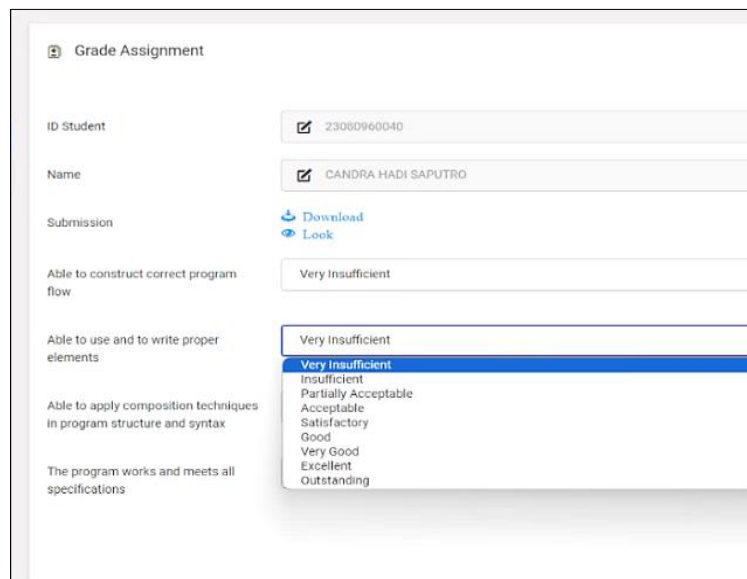 Grade Assignment
ID Student
23080960040
Name
CANDRA HADI SAPUTRO
Submission
Download
Look
Able to construct correct program
flow
Very Insufficient
Able to use and to write proper
elements
Very Insufficient
Very Insufficient
Insufficient
Partially Acceptable
Acceptable
Satisfactory
Good
Very Good
Excellent
Outstanding
Able to apply composition techniques
in program structure and syntax
The program works and meets all
specifications